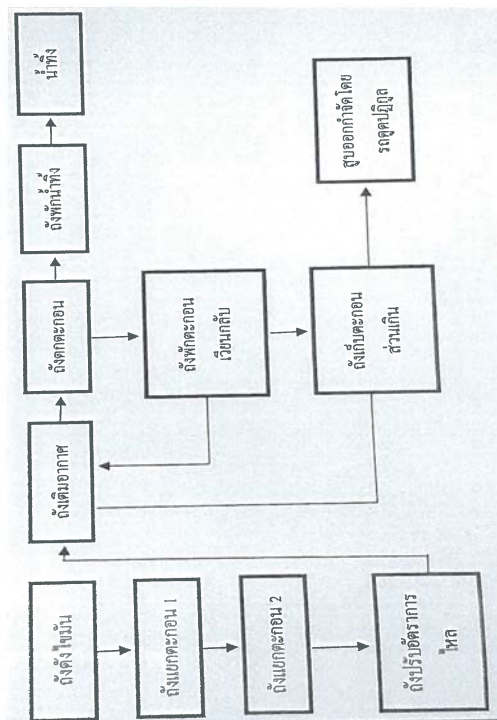 ถังดักไขมัน
ถังแยกตะกอน 1
ถังแยกตะกอน 2
ถังปรับอัตราการ
ไหล
ถังเติมอากาศ
ถังตกตะกอน
ถังพักน้ำทิ้ง
น้ำทิ้ง
ถังพักตะกอน
เวียนกลับ
ถังเก็บตะกอน
ส่วนเกิน
สูบออกกำจัดโดย
รถดูดปฏิกูล